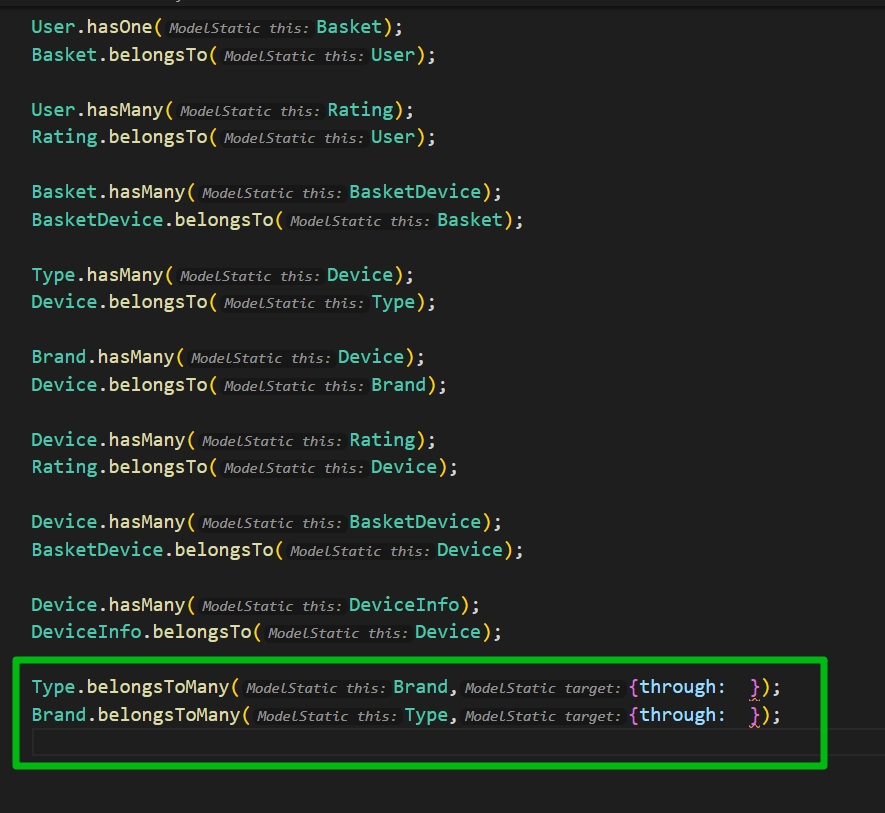 User.hasOne( ModelStatic this: Basket);
Basket.belongsTo( ModelStatic this: User);
User.hasMany( ModelStatic this: Rating);
Rating.belongsTo( ModelStatic this: User);
Basket.hasMany( ModelStatic this: BasketDevice);
BasketDevice.belongsTo( ModelStatic this: Basket);
Type.hasMany( ModelStatic this: Device);
Device.belongsTo( ModelStatic this: Type);
Brand.hasMany( ModelStatic this: Device);
Device.belongsTo( ModelStatic this: Brand);
Device.hasMany( ModelStatic this: Rating);
Rating.belongsTo( ModelStatic this: Device);
Device.hasMany( ModelStatic this: BasketDevice);
BasketDevice.belongsTo( ModelStatic this: Device);
Device.hasMany( ModelStatic this: DeviceInfo);
DeviceInfo.belongsTo( ModelStatic this: Device);
Type.belongsToMany( ModelStatic this: Brand, ModelStatic target: {through:  });
Brand.belongsToMany( ModelStatic this: Type, ModelStatic target: {through:  });